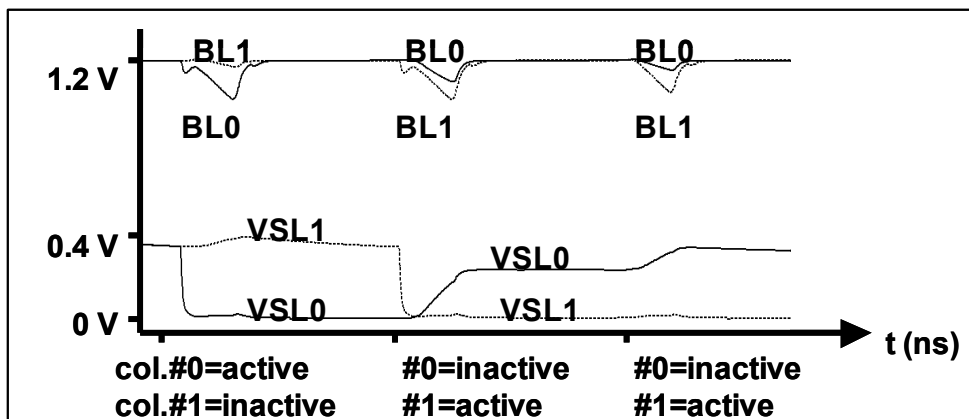 BL1 BL0 BL0
1.2 V
BL0 BL1 BL1
0.4 V
VSL1
VSL0
VSL0 VSL1
0 V
t (ns)
col.#0=active #0=inactive #0=inactive
col.#1=inactive #1=active #1=active